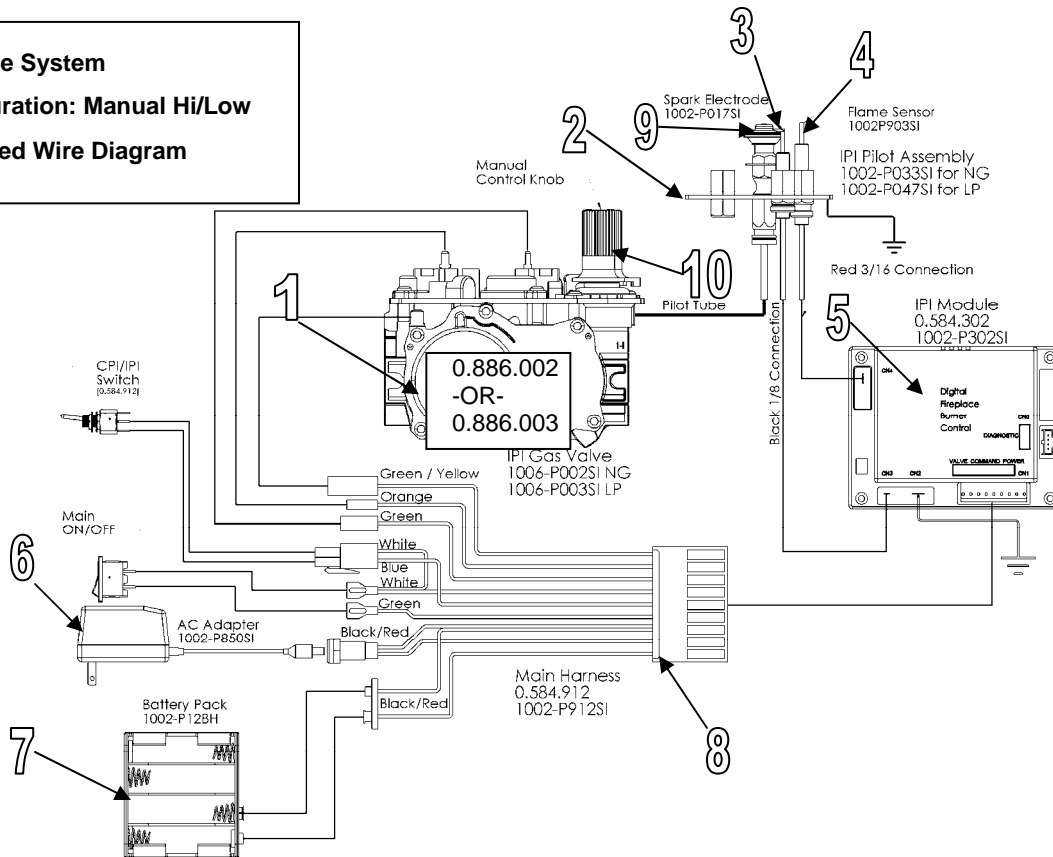 e System
uration: Manual Hi/Low
ed Wire Diagram
3
4
Spark Electrode
1002-P017SI
9
Flame Sensor
1002P903SI
2
IPI Pilot Assembly
1002-P033SI for NG
1002-P047SI for LP
Manual
Control Knob
10
Red 3/16 Connection
1
Pilot Tube
5
IPI Module
0.584.302
1002-P302SI
Black 1/8 Connection
CPI/IPI
Switch
[0.584.912]
0.886.002
-OR-
0.886.003
IPI Gas Valve
1006-P002SI NG
1006-P003SI LP
CN4
Digital
Fireplace
Burner
Control
DIAGNOSTIC
VALVE COMMAND POWER
CN3
CN2
CN1
Green / Yellow
Orange
Green
White
Blue
White
Green
Black/Red
Main
ON/OFF
6
AC Adapter
1002-P850SI
Main Harness
0.584.912
1002-P912SI
8
Black/Red
Battery Pack
1002-P12BH
7